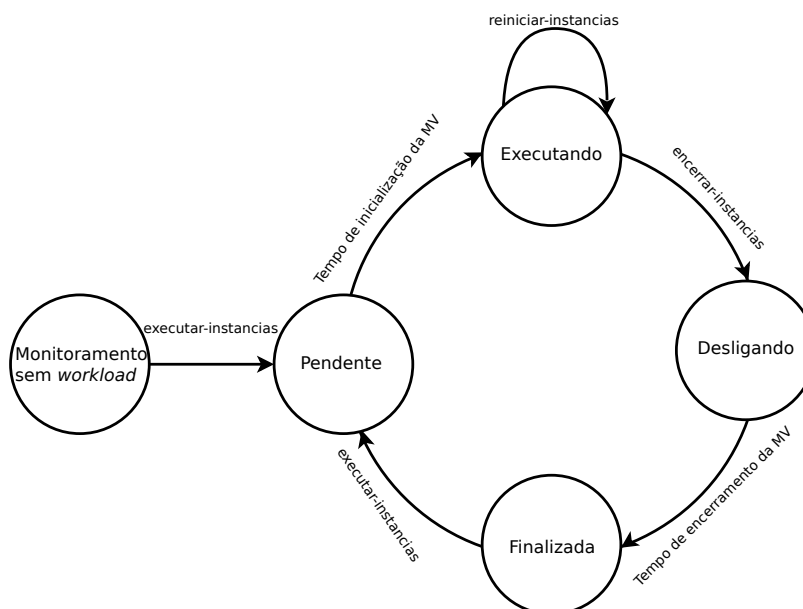 reiniciar-instancias
Executando
Tempo de inicialização da MV
encerrar-instancias
executar-instancias
Monitoramento
sem workload
Pendente
Desligando
executar-instancias
Finalizada
Tempo de encerramento da MV